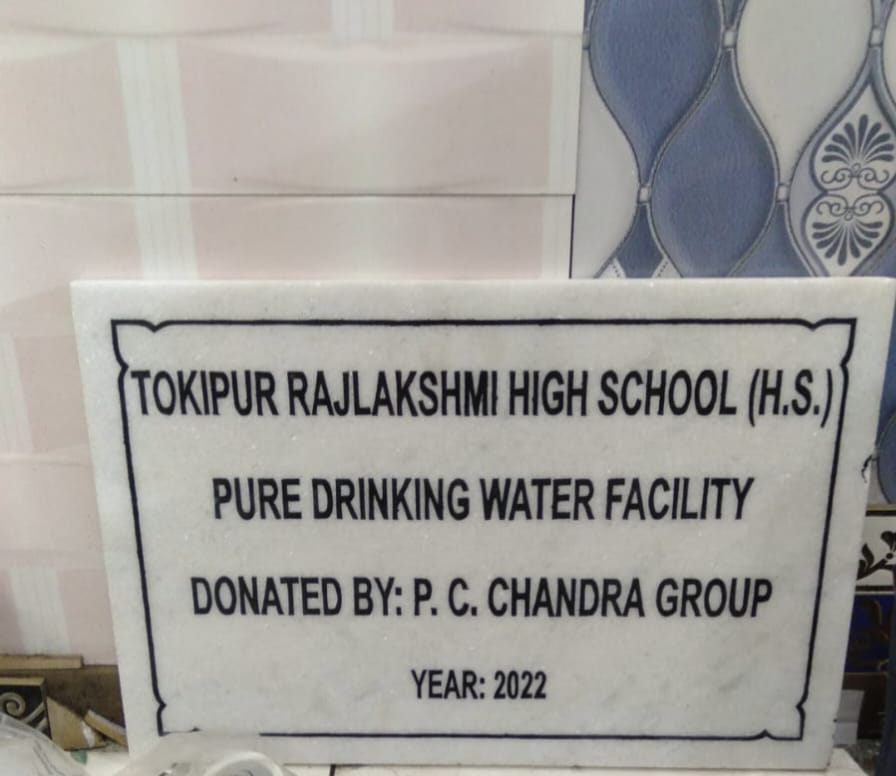 TOKIPUR RAJLAKSHMI HIGH SCHOOL (H.S.)
PURE DRINKING WATER FACILITY
DONATED BY: P. C. CHANDRA GROUP
YEAR: 2022